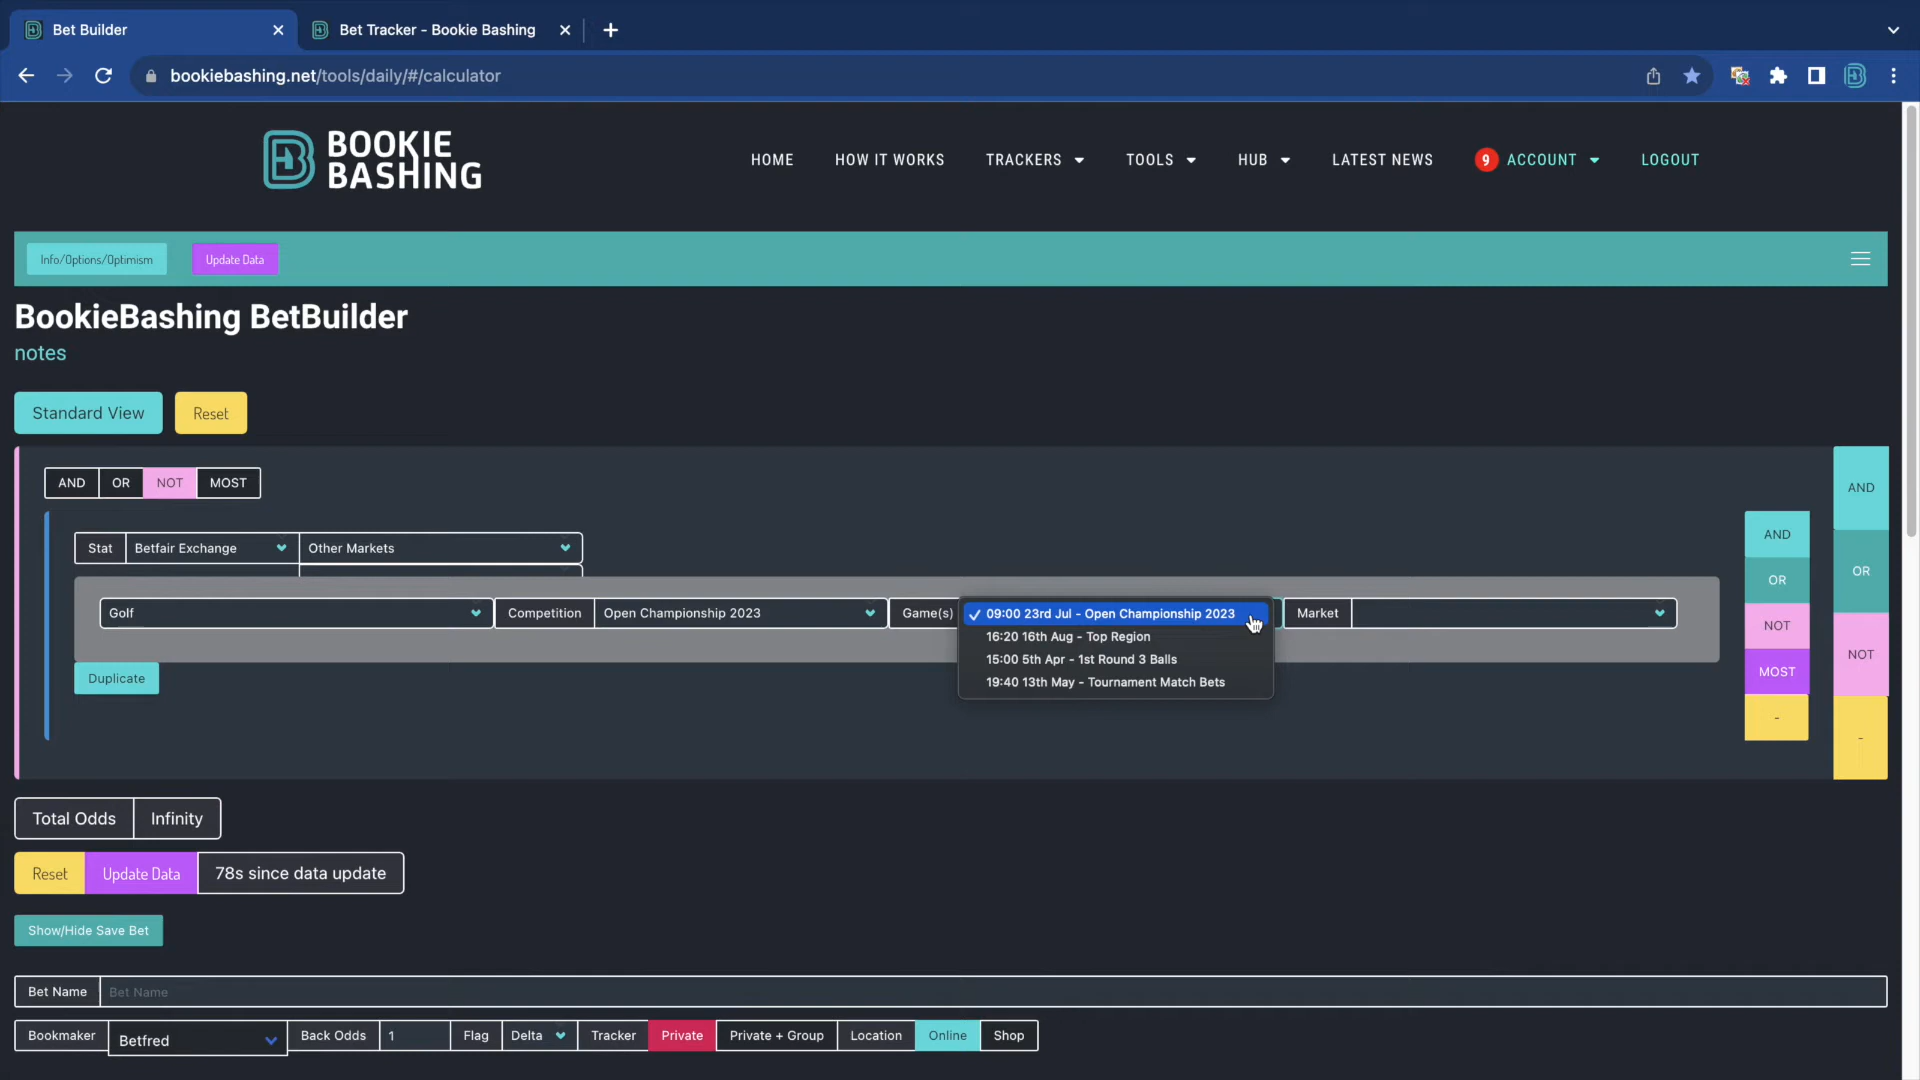 Bet Builder
Bet Tracker - Bookie Bashing
bookiebashing.net/tools/daily/#/calculator
BOOKIE
BASHING
HOME HOW IT WORKS TRACKERS TOOLS HUB LATEST NEWS 9 ACCOUNT LOGOUT
Info/Options/Optimism Update Data
BookieBashing BetBuilder
notes
Standard View Reset
AND OR NOT MOST
AND
OR
NOT
-
Stat Betfair Exchange Other Markets
AND
OR
NOT
MOST
-
Golf Competition Open Championship 2023 Game(s) 09:00 23rd Jul - Open Championship 2023 Market
16:20 16th Aug - Top Region
15:00 5th Apr - 1st Round 3 Balls
19:40 13th May - Tournament Match Bets
Duplicate
Total Odds Infinity
Reset Update Data 78s since data update
Show/Hide Save Bet
Bet Name Bet Name
Bookmaker Betfred Back Odds 1 Flag Delta Tracker Private Private + Group Location Online Shop